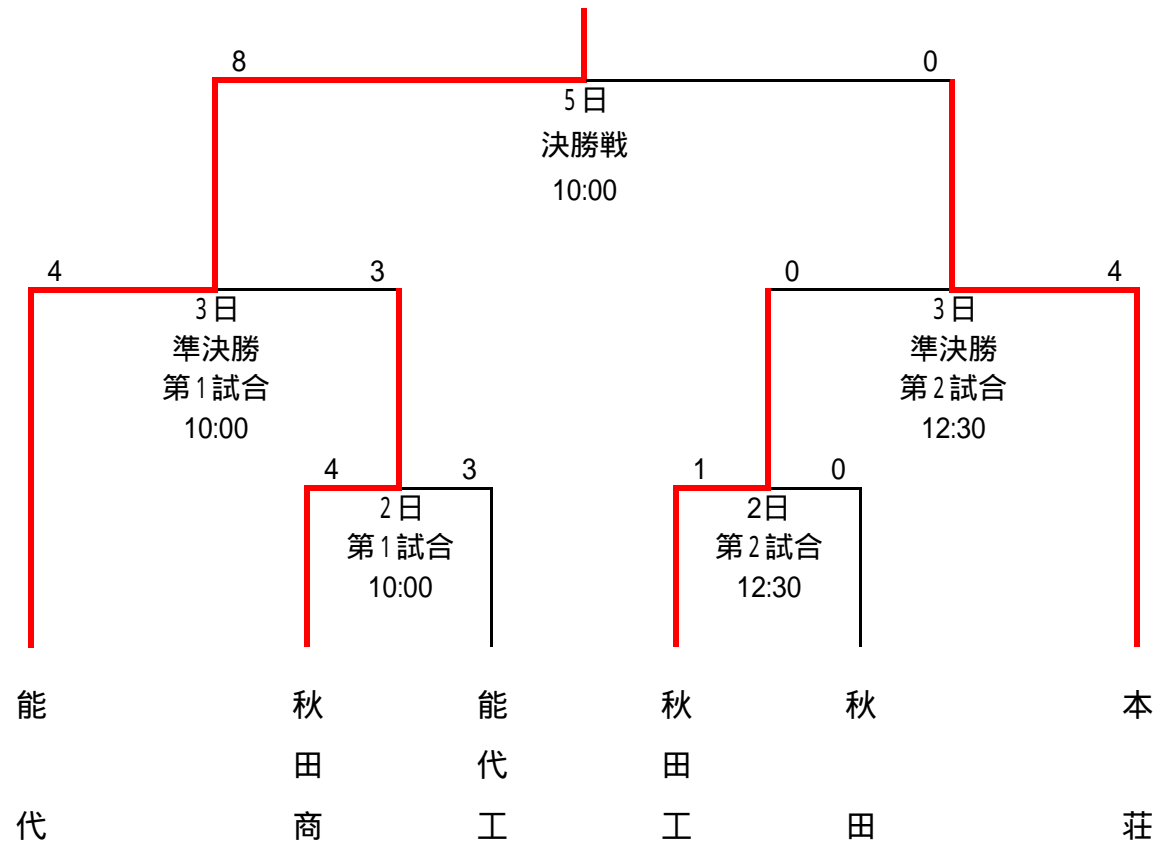 8
0
5日
決勝戦
10:00
4
3
0
4
3日
準決勝
第1試合
10:00
3日
準決勝
第2試合
12:30
4
3
1
0
2日
第1試合
10:00
2日
第2試合
12:30
能代
秋田商
能代工
秋田工
秋田
本荘